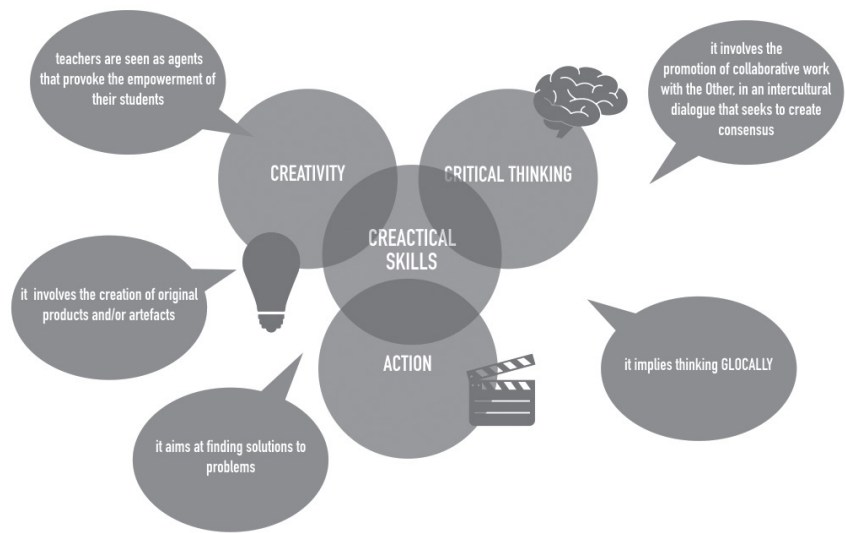 teachers are seen as agents
that provoke the empowerment of
their students
it involves the
promotion of collaborative work
with the Other, in an intercultural
dialogue that seeks to create
consensus
CREATIVITY
CRITICAL THINKING
CREACTICAL
SKILLS
it involves the creation of original
products and/or artefacts
ACTION
it implies thinking GLOCALLY
it aims at finding solutions to
problems